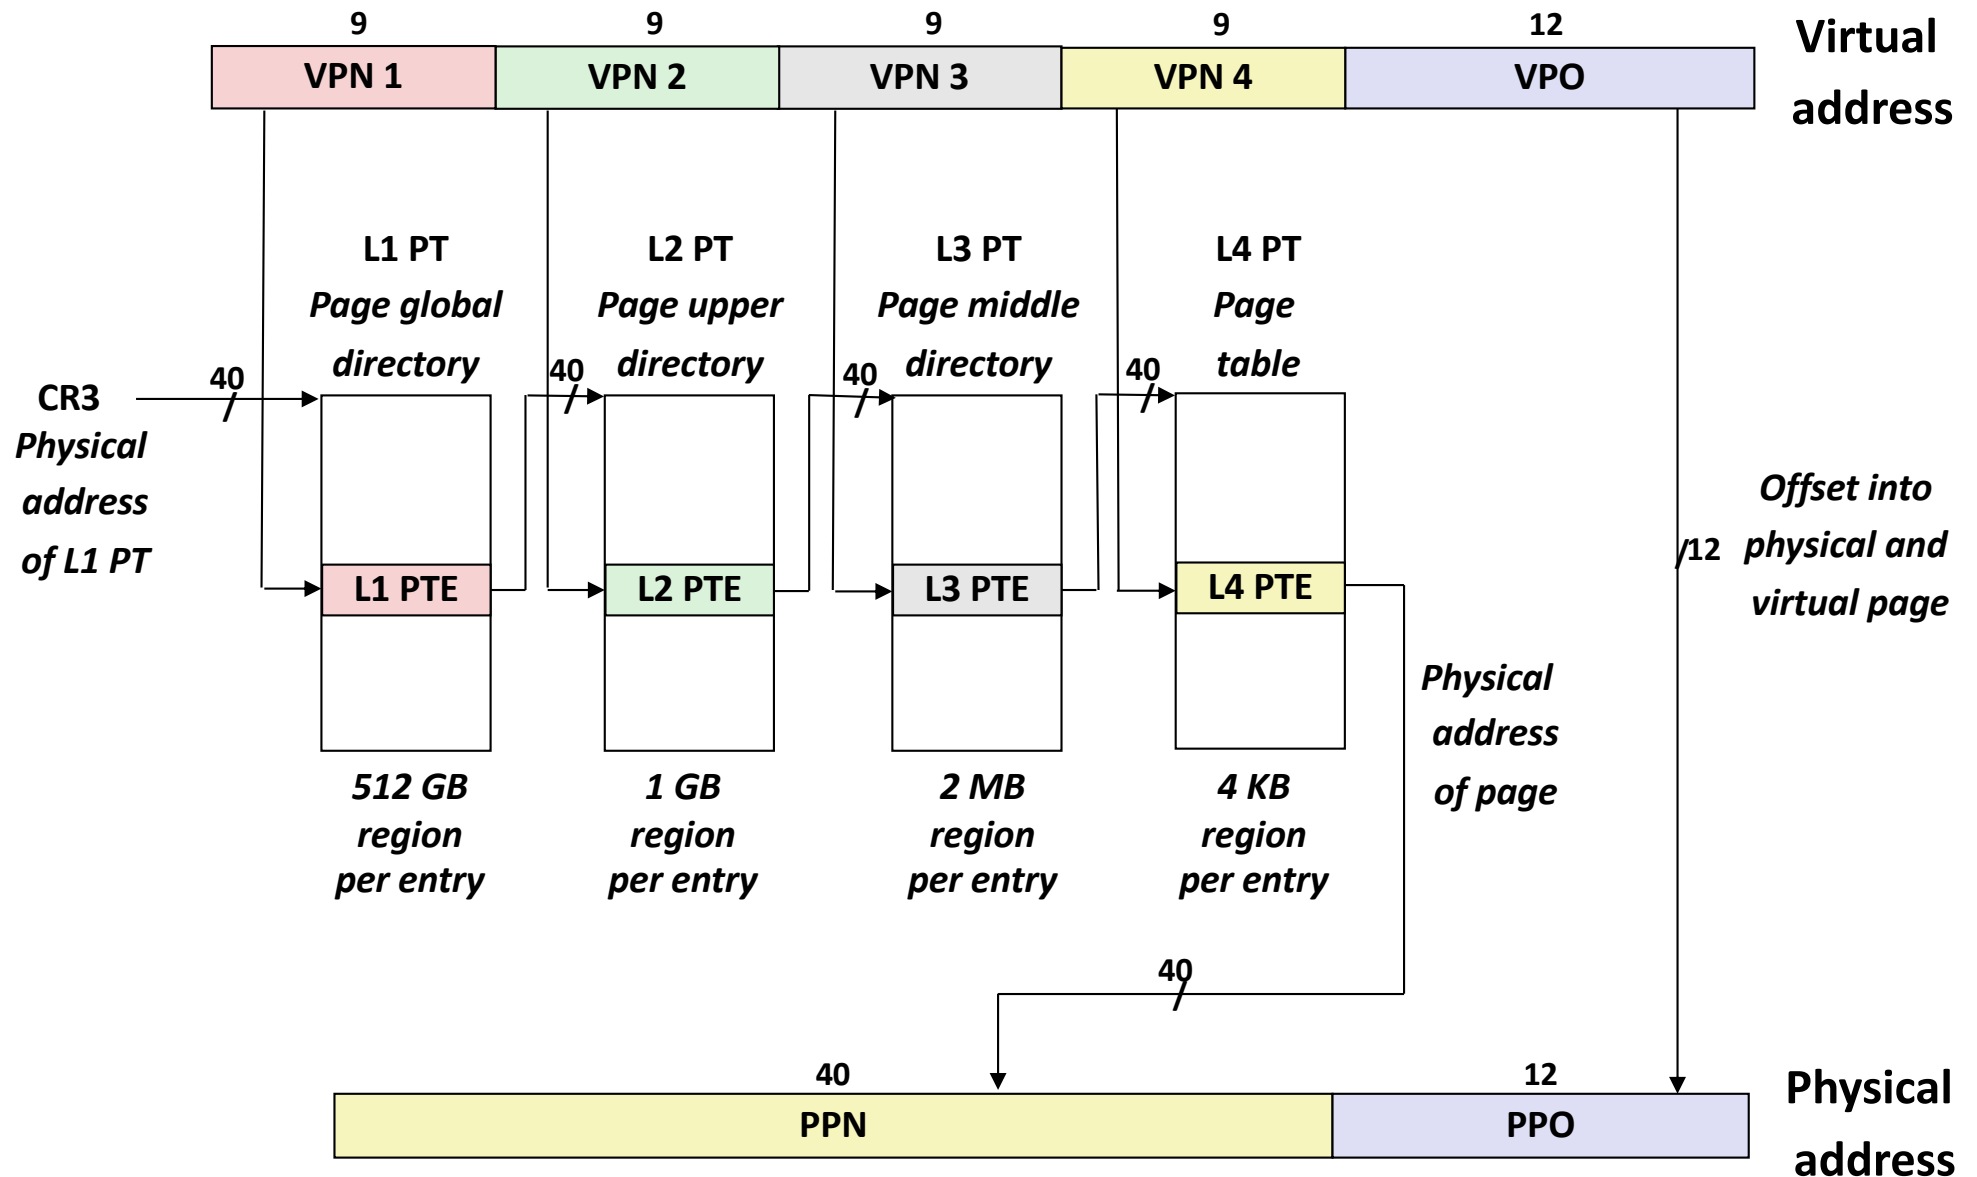 9 9 9 9 12
VPN 1 VPN 2 VPN 3 VPN 4 VPO
Virtual
address
L1 PT
Page global
directory
L2 PT
Page upper
directory
L3 PT
Page middle
directory
L4 PT
Page
table
40
40
40
40
CR3
Physical
address
of L1 PT
L1 PTE
L2 PTE
L3 PTE
L4 PTE
12
Offset into
physical and
virtual page
Physical
address
of page
512 GB
region
per entry
1 GB
region
per entry
2 MB
region
per entry
4 KB
region
per entry
40
40 12
PPN PPO
Physical
address